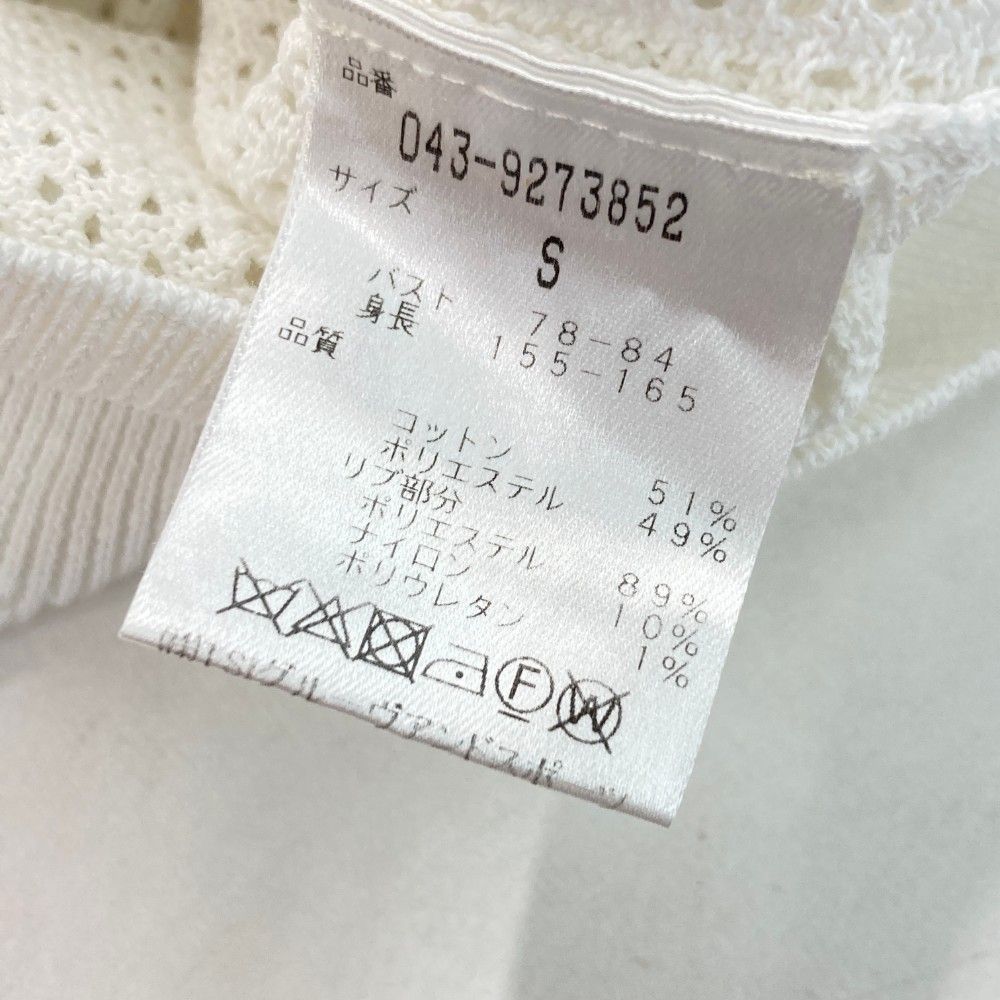 品番
043-9273852
サイズ
S
バスト 78-84
身長 155-165
品質
コットン 51%
ポリエステル 49%
リブ部分
ポリエステル 89%
ナイロン 10%
ポリウレタン 1%
F W